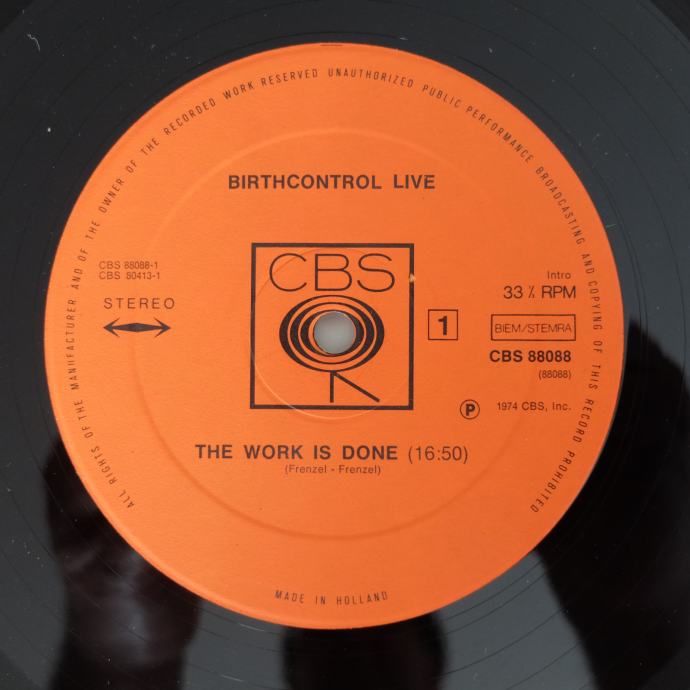 ALL RIGHTS OF THE MANUFACTURER AND OF THE OWNER OF THE RECORDED WORK RESERVED UNAUTHORIZED PUBLIC PERFORMANCE BROADCASTING AND COPYING OF THIS RECORD PROHIBITED
BIRTHCONTROL LIVE
CBS
CBS 88088-1
CBS 80413-1
STEREO
Intro
33 ⅓ RPM
1
BIEM/STEMRA
CBS 88088
(88088)
Ⓟ 1974 CBS, Inc.
THE WORK IS DONE (16:50)
(Frenzel - Frenzel)
MADE IN HOLLAND